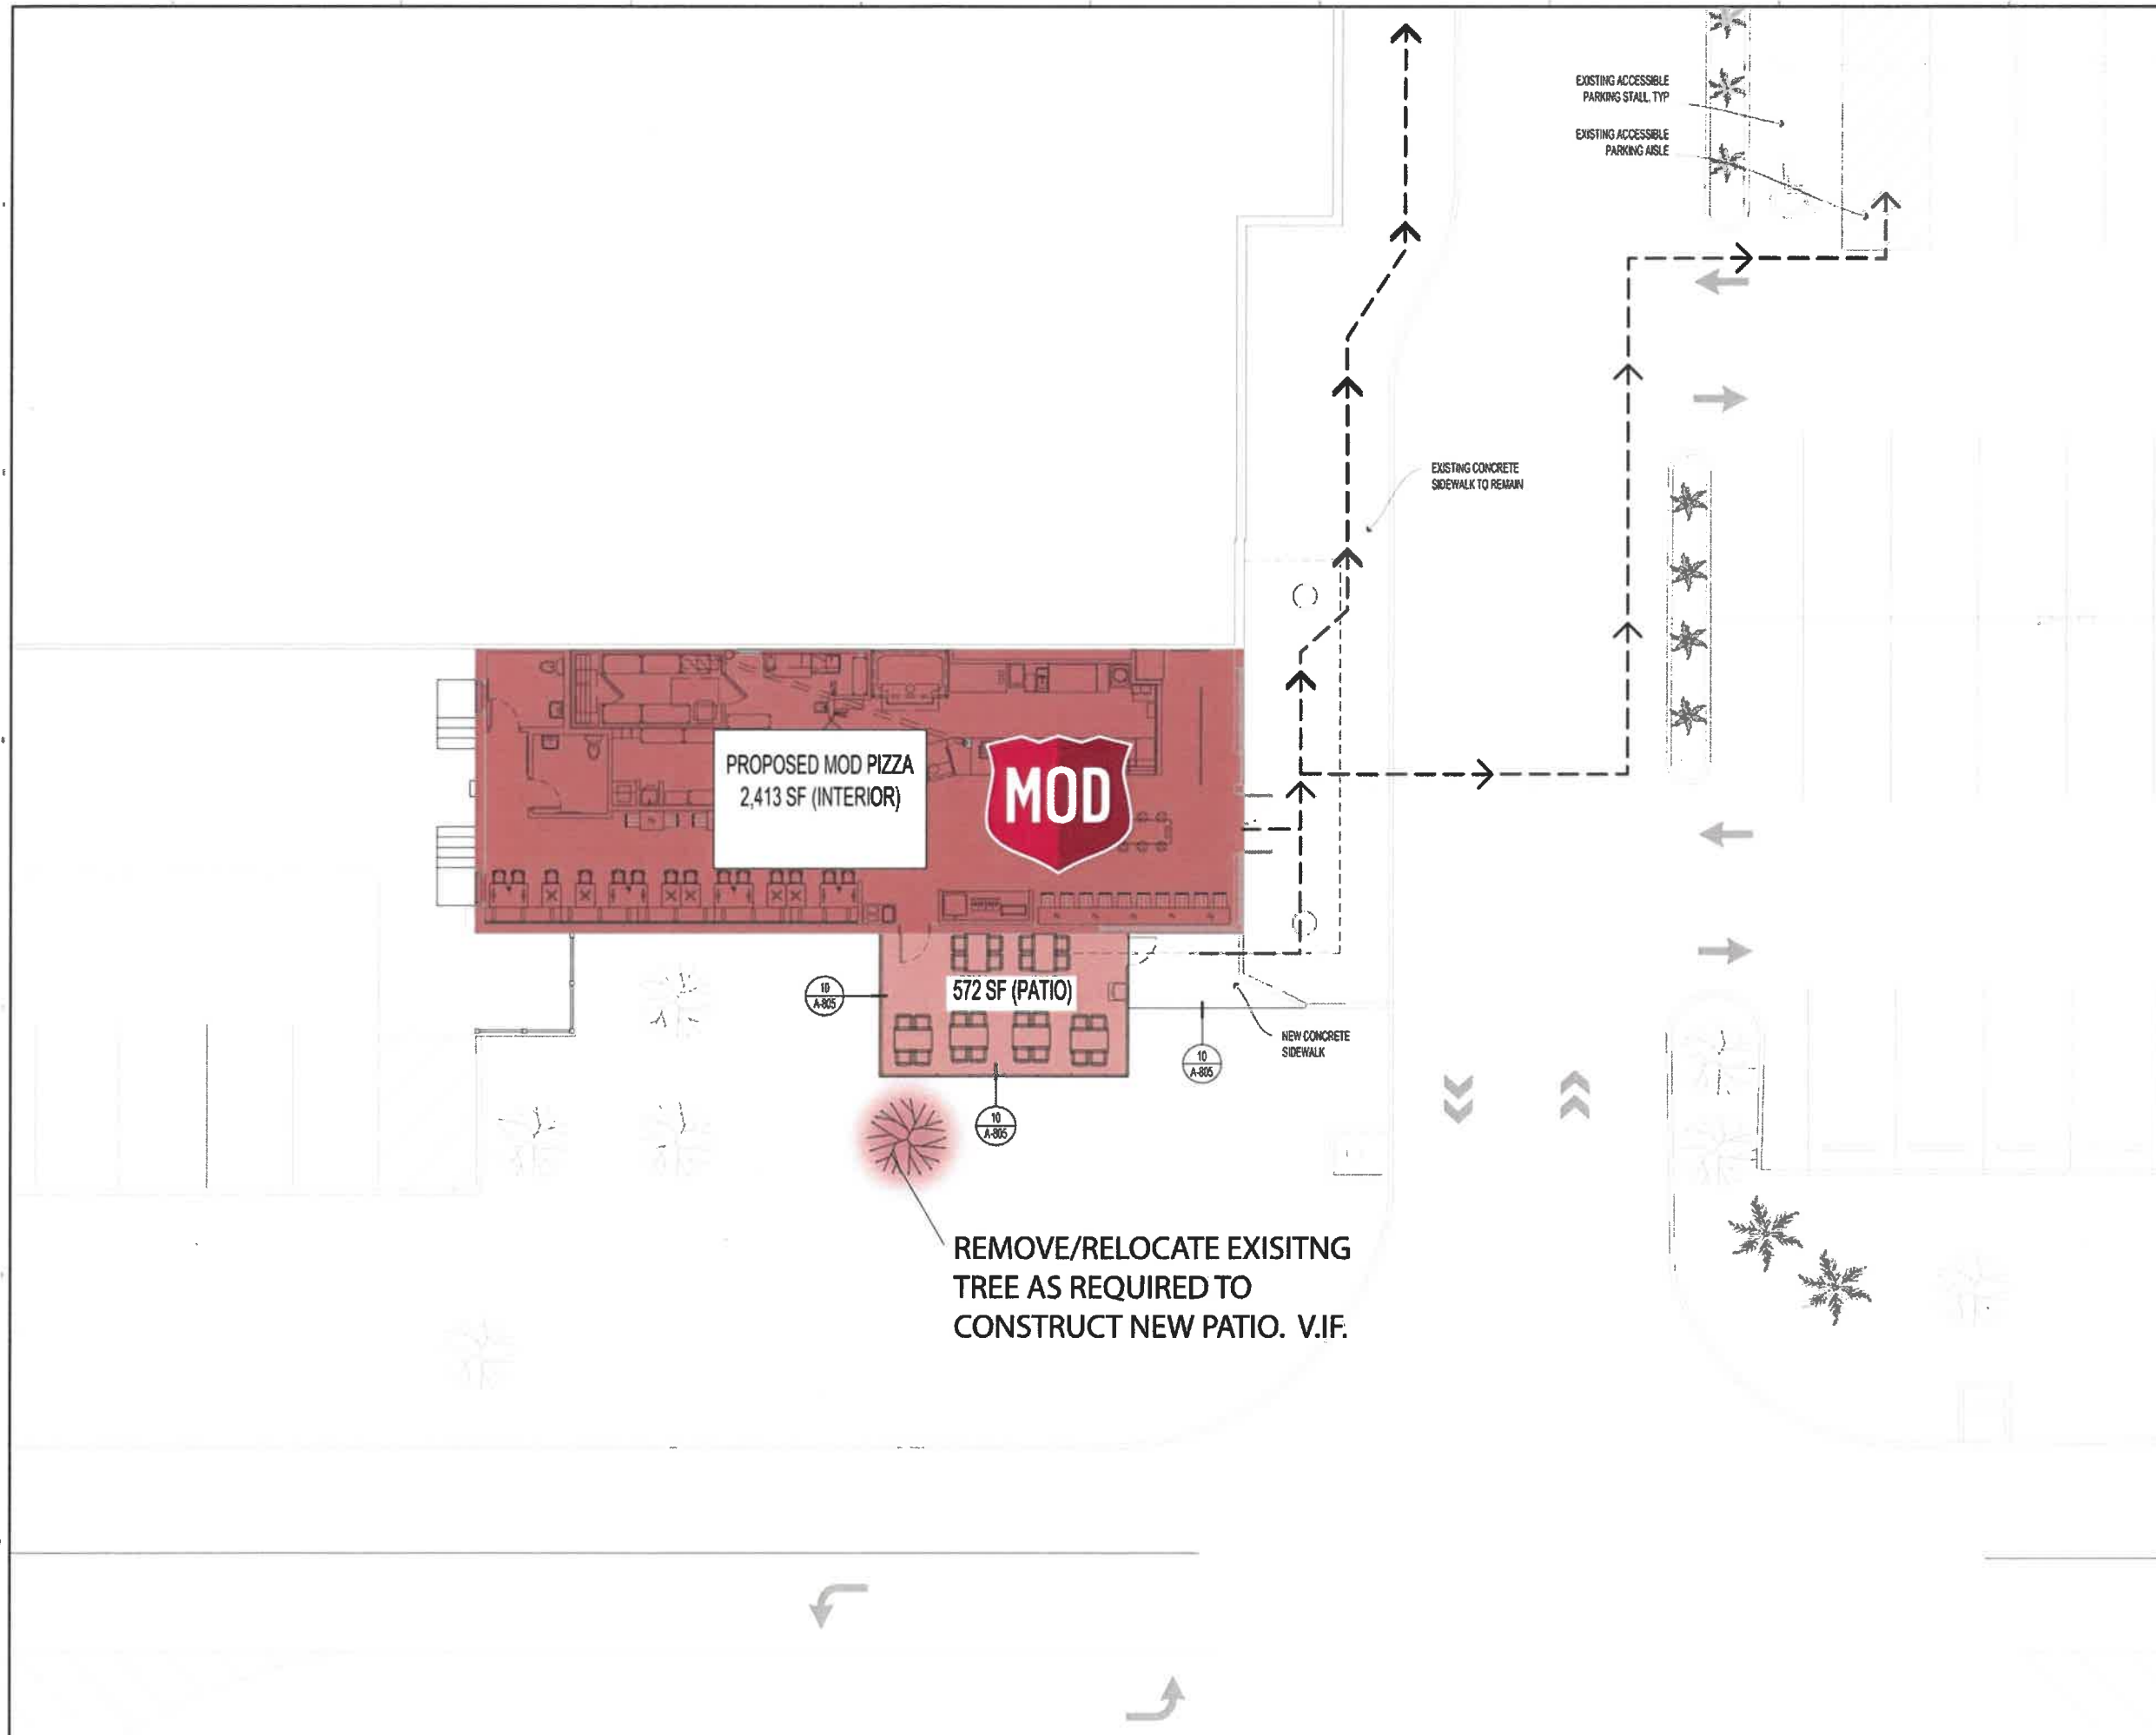 EXISTING ACCESSIBLE
PARKING STALL, TYP
EXISTING ACCESSIBLE
PARKING AISLE
EXISTING CONCRETE
SIDEWALK TO REMAIN
PROPOSED MOD PIZZA
2,413 SF (INTERIOR)
MOD
572 SF (PATIO)
10
A-805
NEW CONCRETE
SIDEWALK
10
A-805
10
A-805
REMOVE/RELOCATE EXISITNG
TREE AS REQUIRED TO
CONSTRUCT NEW PATIO. V.IF.